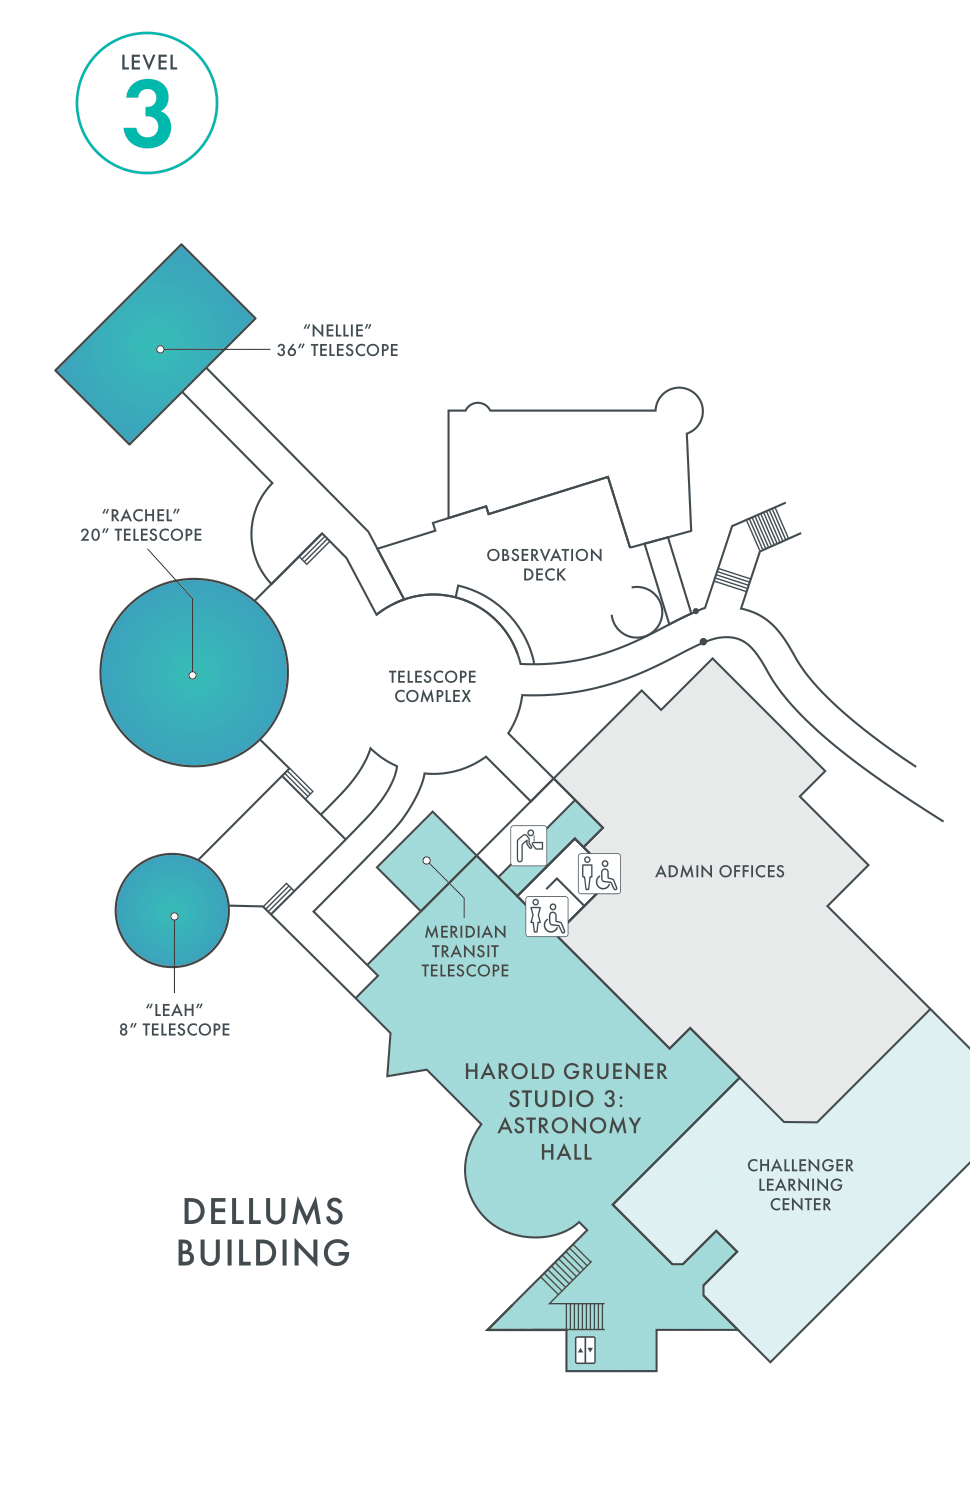 LEVEL
3
“NELLIE”
36” TELESCOPE
“RACHEL”
20” TELESCOPE
OBSERVATION
DECK
TELESCOPE
COMPLEX
ADMIN OFFICES
MERIDIAN
TRANSIT
TELESCOPE
“LEAH”
8” TELESCOPE
HAROLD GRUENER
STUDIO 3:
ASTRONOMY
HALL
CHALLENGER
LEARNING
CENTER
DELLUMS
BUILDING